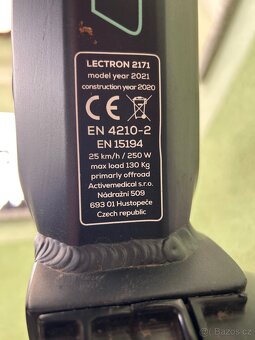 LECTRON 2171
model year 2021
construction year 2020
CE
EN 4210-2
EN 15194
25 km/h / 250 W
max load 130 Kg
primarly offroad
Activemedical s.r.o.
Nádražní 509
693 01 Hustopeče
Czech republic
sbazar.cz